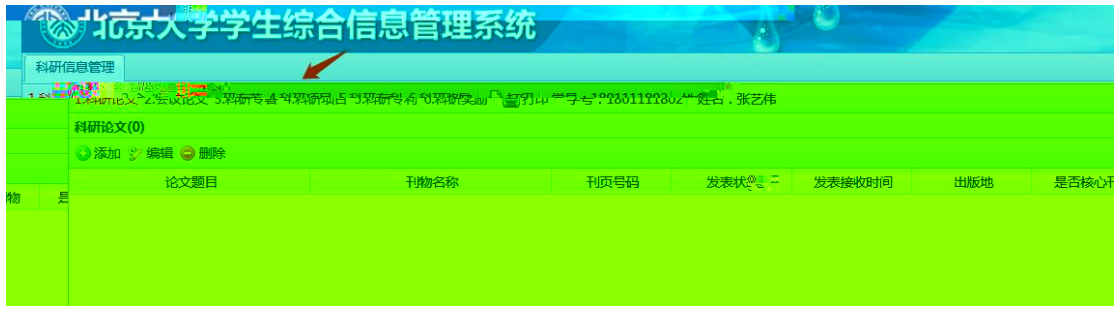 北京大学学生综合信息管理系统
科研信息管理
1.科研论文 2.会议论文 3.科研专著 4.科研项目 5.科研专利 6.科研奖励 打印 学号：1801111802 姓名：张艺伟
科研论文(0)
添加 编辑 删除
论文题目 刊物名称 刊页号码 发表状 发表接收时间 出版地 是否核心刊
物 是